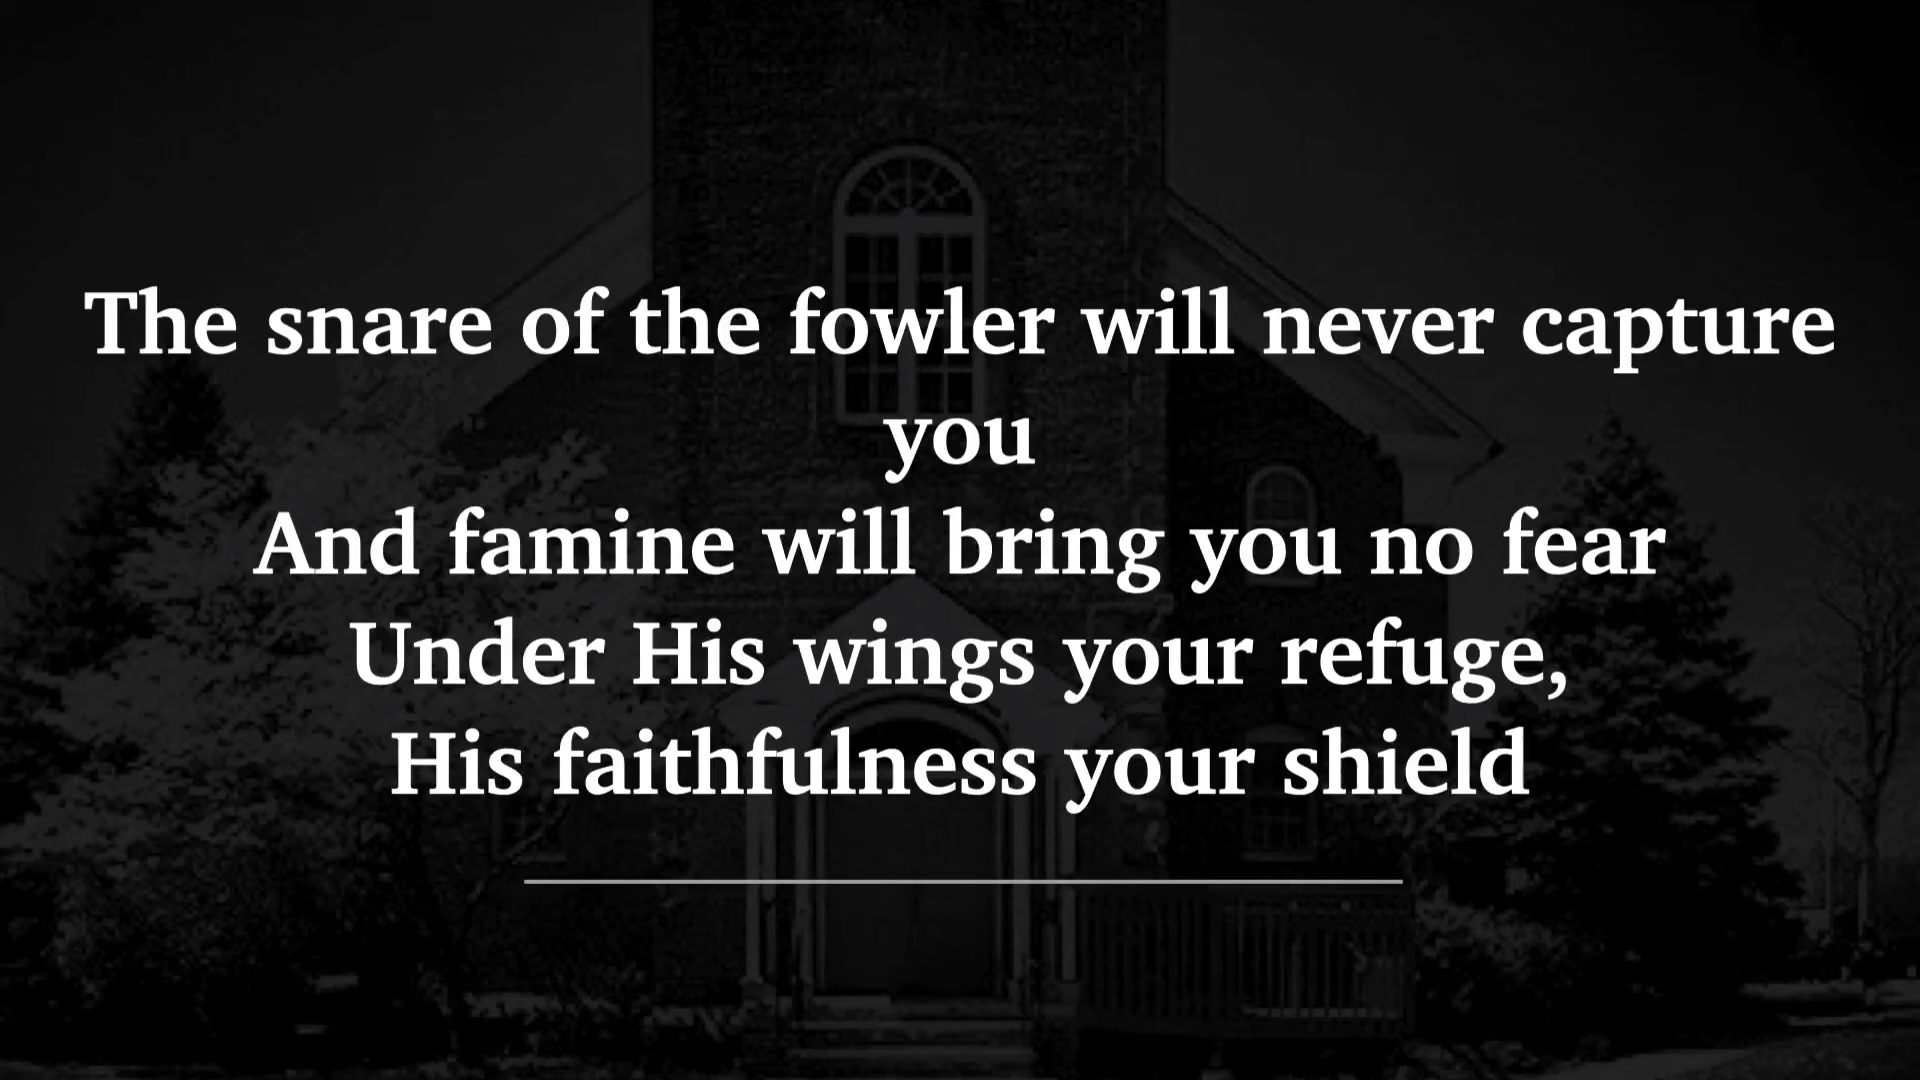 The snare of the fowler will never capture
you
And famine will bring you no fear
Under His wings your refuge,
His faithfulness your shield